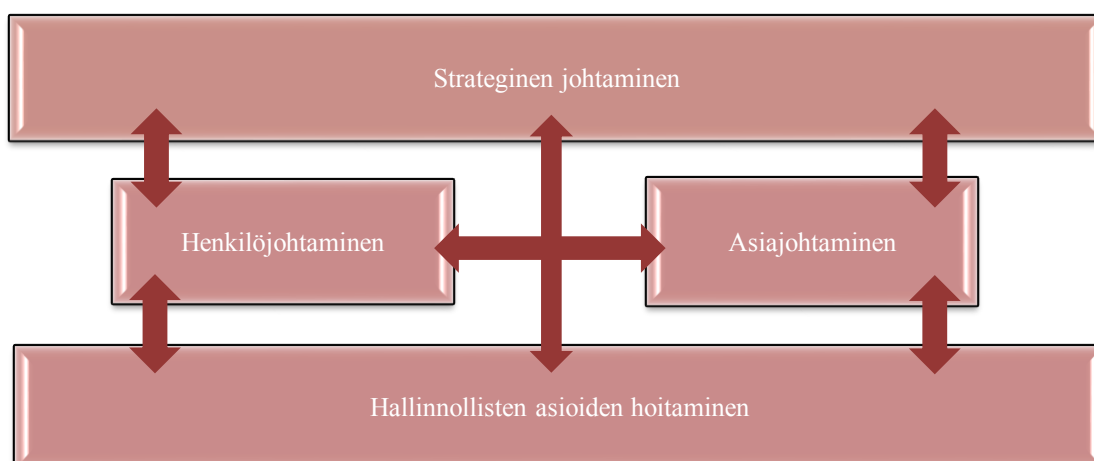 Strateginen johtaminen
Henkilöjohtaminen
Asiajohtaminen
Hallinnollisten asioiden hoitaminen